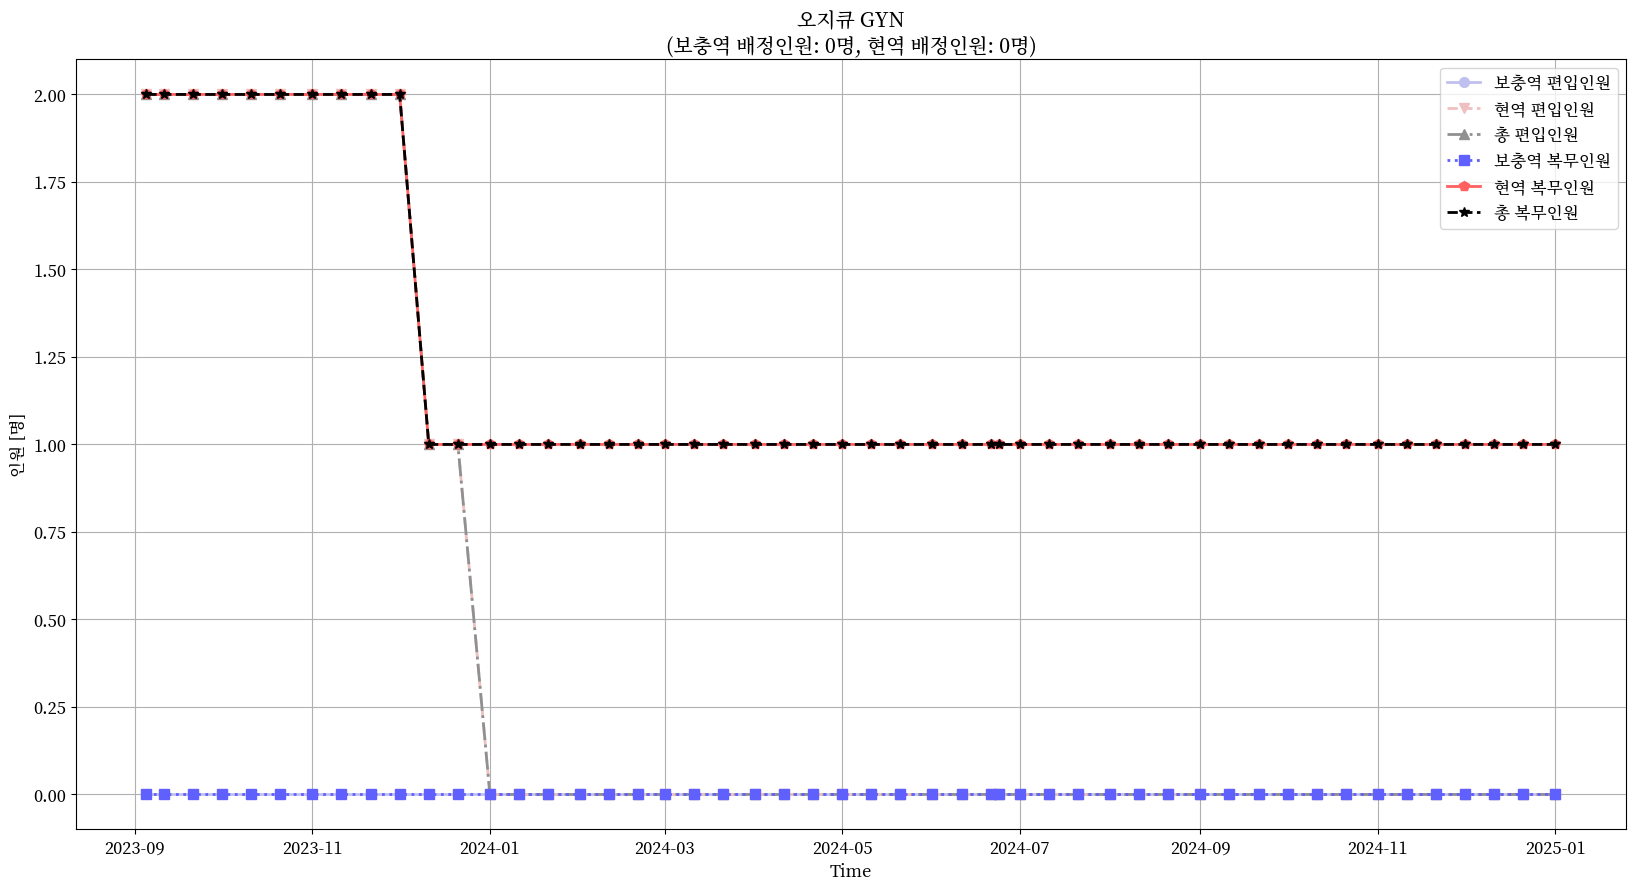 오지큐 GYN
(보충역 배정인원: 0명, 현역 배정인원: 0명)
보충역 편입인원
현역 편입인원
총 편입인원
보충역 복무인원
현역 복무인원
총 복무인원
인원 [명]
2.00
1.75
1.50
1.25
1.00
0.75
0.50
0.25
0.00
2023-09
2023-11
2024-01
2024-03
2024-05
2024-07
2024-09
2024-11
2025-01
Time